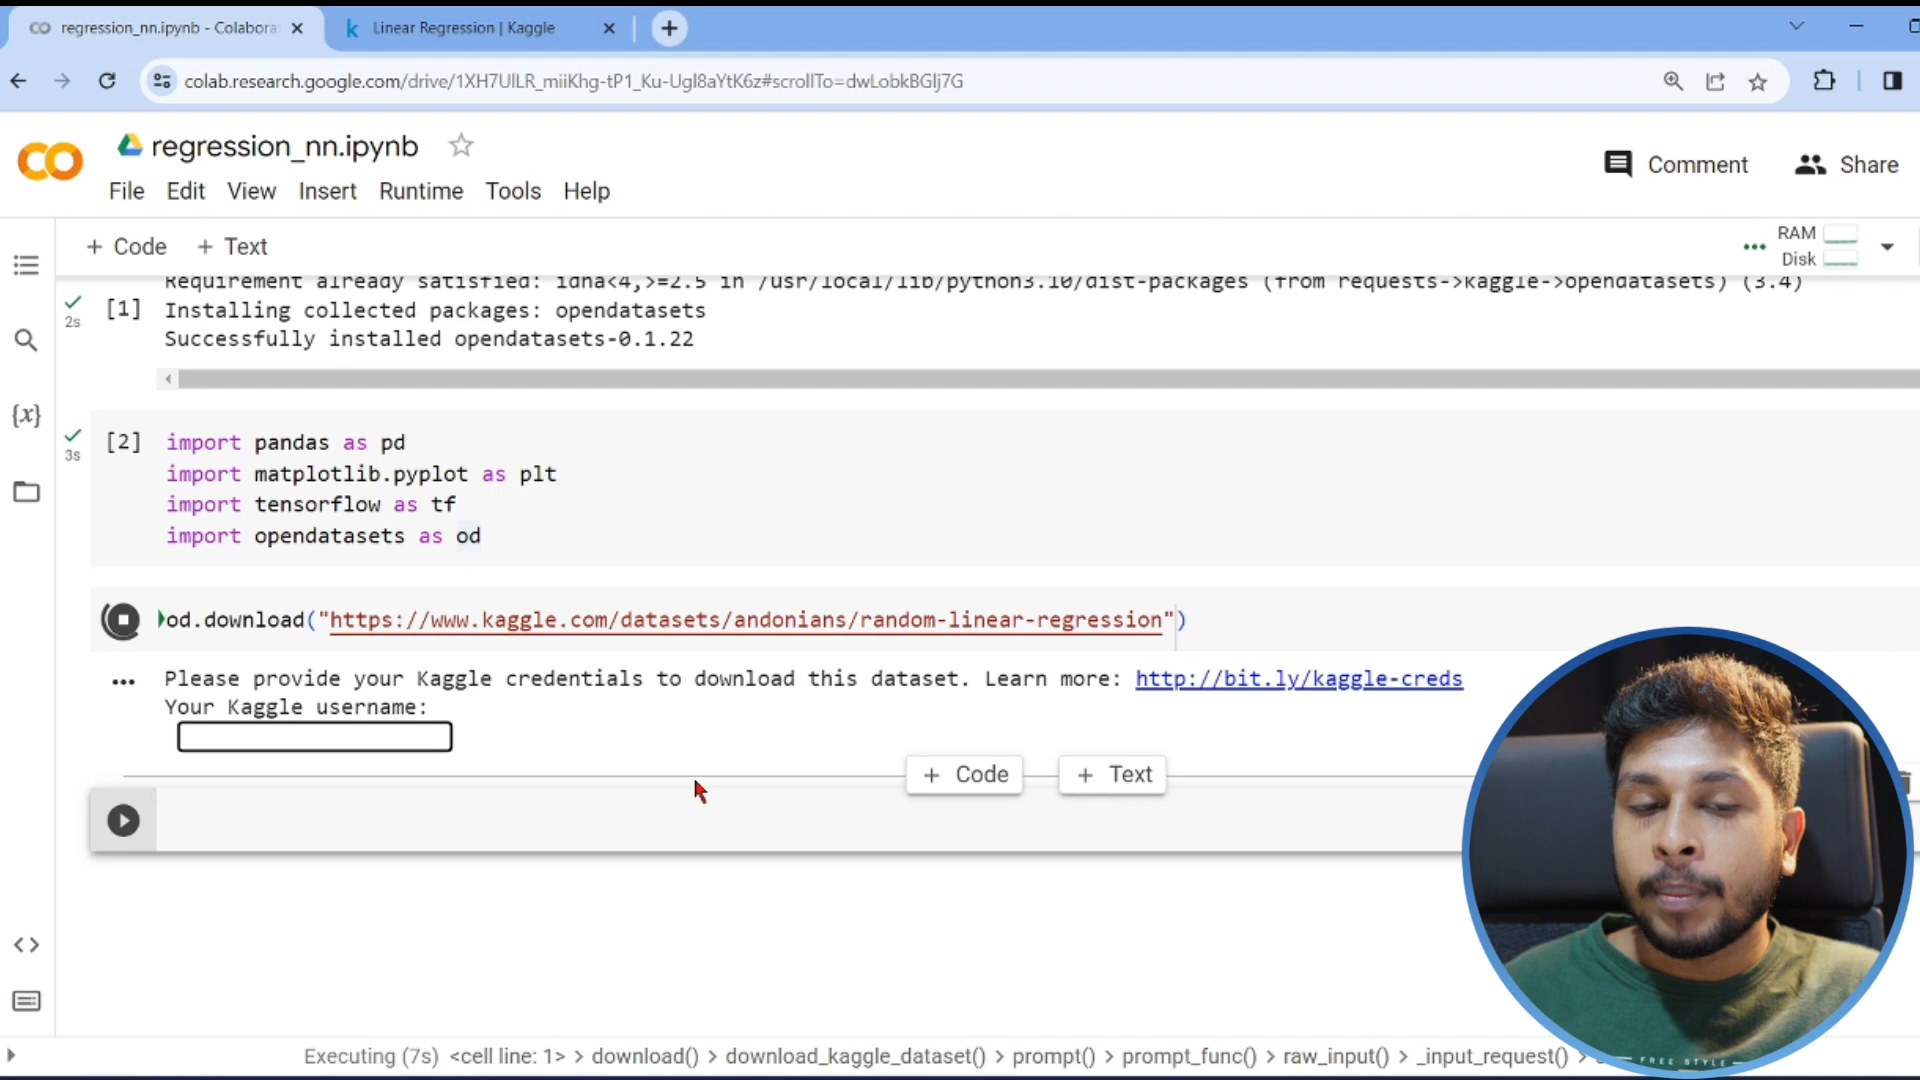 regression_nn.ipynb - Colabora
Linear Regression | Kaggle
colab.research.google.com/drive/1XH7UlLR_miiKhg-tP1_Ku-Ugl8aYtK6z#scrollTo=dwLobkBGlj7G
regression_nn.ipynb
Comment
Share
File Edit View Insert Runtime Tools Help
+ Code + Text
RAM
Disk
Requirement already satisfied: idna<4,>=2.5 in /usr/local/lib/python3.10/dist-packages (from requests->kaggle->opendatasets) (3.4)
[1] Installing collected packages: opendatasets
2s
Successfully installed opendatasets-0.1.22
{x}
[2] import pandas as pd
3s
import matplotlib.pyplot as plt
import tensorflow as tf
import opendatasets as od
od.download("https://www.kaggle.com/datasets/andonians/random-linear-regression")
Please provide your Kaggle credentials to download this dataset. Learn more: http://bit.ly/kaggle-creds
Your Kaggle username:
+ Code + Text
Executing (7s) <cell line: 1> > download() > download_kaggle_dataset() > prompt() > prompt_func() > raw_input() > _input_request() >
FREE STYLE